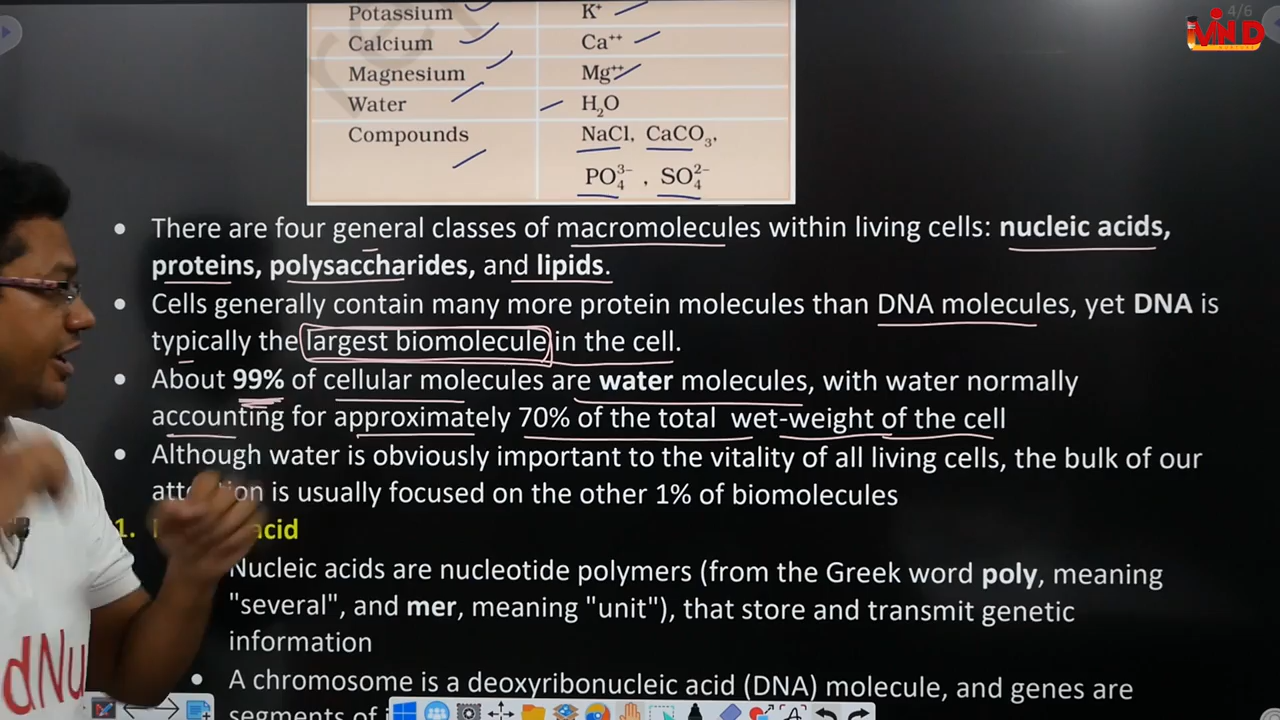 4/6
ViND
Potassium K⁺
Calcium Ca⁺⁺
Magnesium Mg⁺⁺
Water H₂O
Compounds NaCl, CaCO₃,
PO₄³⁻ , SO₄²⁻
• There are four general classes of macromolecules within living cells: nucleic acids,
proteins, polysaccharides, and lipids.
• Cells generally contain many more protein molecules than DNA molecules, yet DNA is
typically the largest biomolecule in the cell.
• About 99% of cellular molecules are water molecules, with water normally
accounting for approximately 70% of the total wet-weight of the cell
• Although water is obviously important to the vitality of all living cells, the bulk of our
is usually focused on the other 1% of biomolecules
1. acid
Nucleic acids are nucleotide polymers (from the Greek word poly, meaning
"several", and mer, meaning "unit"), that store and transmit genetic
information
• A chromosome is a deoxyribonucleic acid (DNA) molecule, and genes are
segments of
dNu